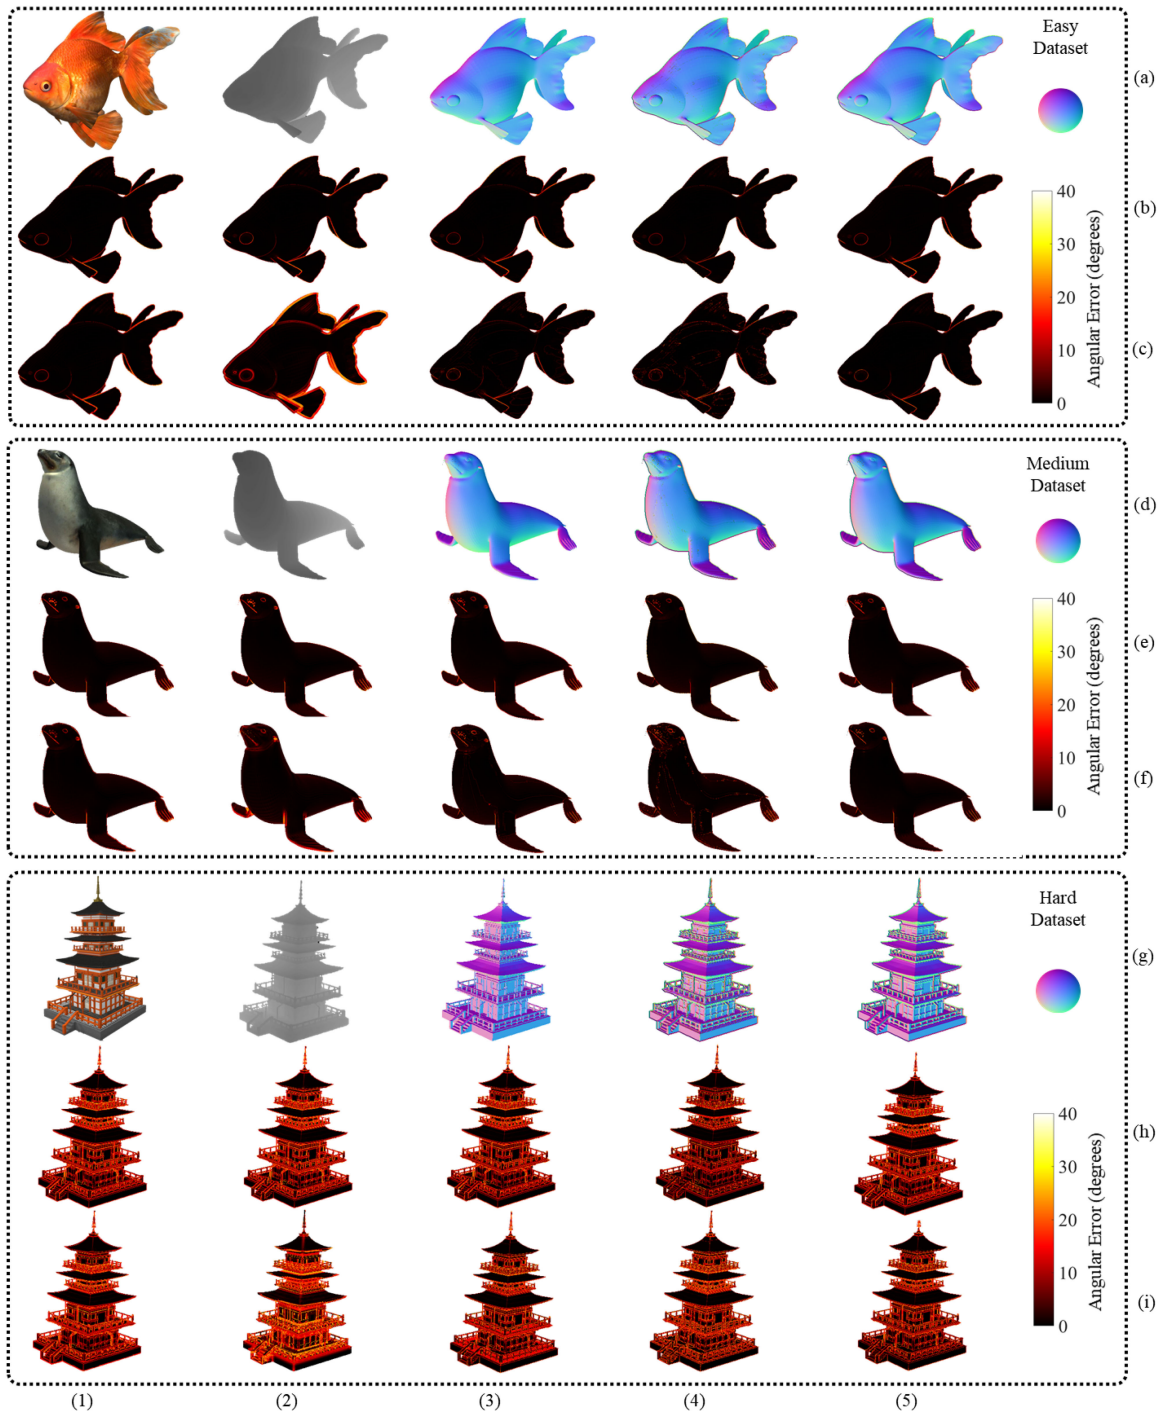 Easy
Dataset
(a)
(b)
40
30
20
10
0
Angular Error (degrees)
(c)
Medium
Dataset
(d)
(e)
40
30
20
10
0
Angular Error (degrees)
(f)
Hard
Dataset
(g)
(h)
40
30
20
10
0
Angular Error (degrees)
(i)
(1) (2) (3) (4) (5)